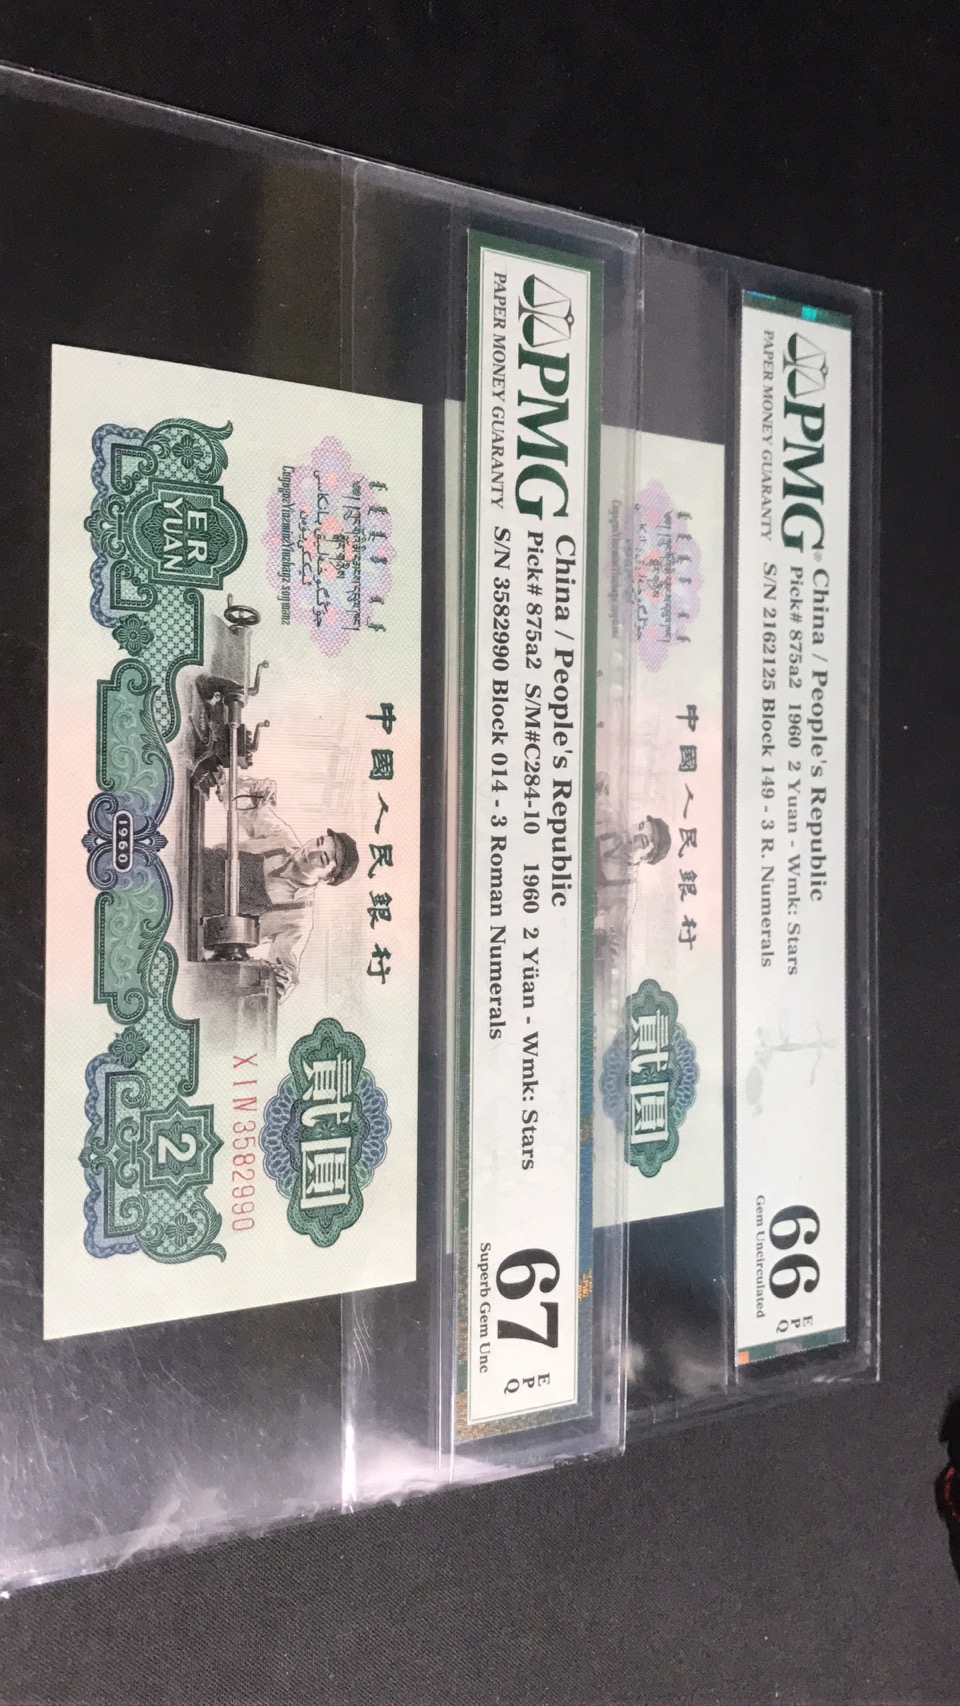 PMG®
PAPER MONEY GUARANTY
China / People's Republic
Pick# 875a2 1960 2 Yuan - Wmk: Stars
S/N 2162125 Block 149 - 3 R. Numerals
66
EPQ
Gem Uncirculated
中國人民銀行
貳圓
PMG
PAPER MONEY GUARANTY
China / People's Republic
Pick# 875a2 S/M#C284-10 1960 2 Yüan - Wmk: Stars
S/N 3582990 Block 014 - 3 Roman Numerals
67
EPQ
Superb Gem Unc
中國人民銀行
貳圓
X I IV 3582990
ER
YUAN
1960
2